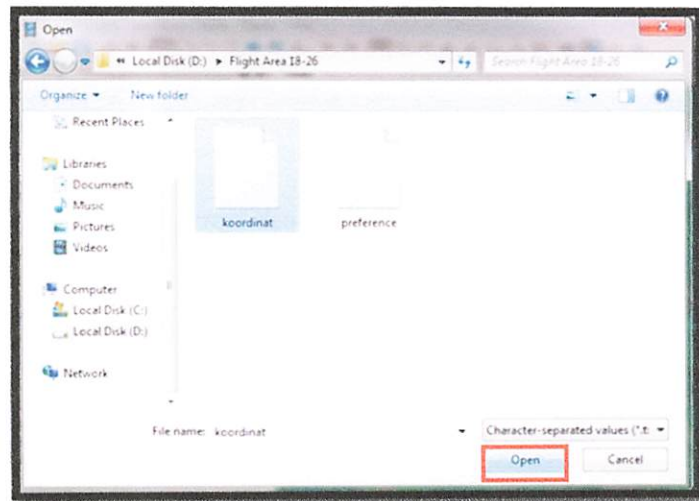 Open
Local Disk (D:) ▸ Flight Area 18-26
Search Flight Area 18-26
Organize
New folder
Recent Places
Libraries
Documents
Music
Pictures
Videos
Computer
Local Disk (C:)
Local Disk (D:)
Network
koordinat
preference
File name: koordinat
Character-separated values (*.t
Open
Cancel